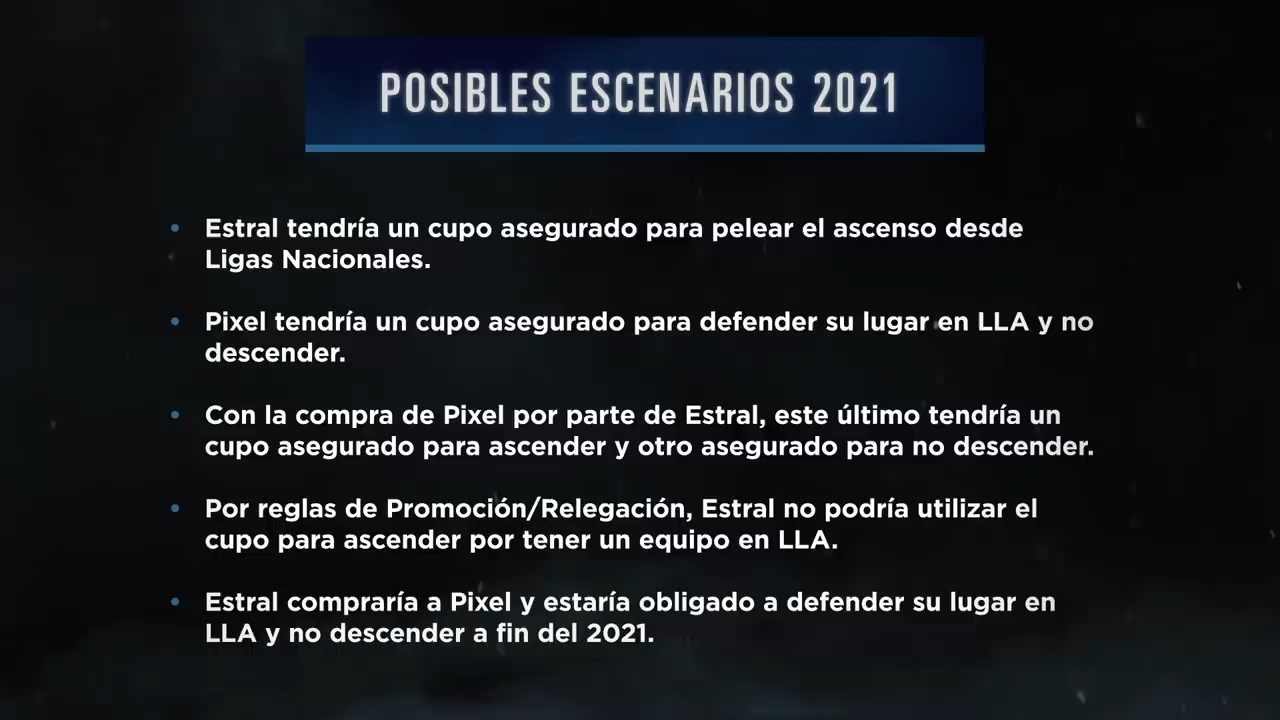 POSIBLES ESCENARIOS 2021
• Estral tendría un cupo asegurado para pelear el ascenso desde
Ligas Nacionales.
• Pixel tendría un cupo asegurado para defender su lugar en LLA y no
descender.
• Con la compra de Pixel por parte de Estral, este último tendría un
cupo asegurado para ascender y otro asegurado para no descender.
• Por reglas de Promoción/Relegación, Estral no podría utilizar el
cupo para ascender por tener un equipo en LLA.
• Estral compraría a Pixel y estaría obligado a defender su lugar en
LLA y no descender a fin del 2021.